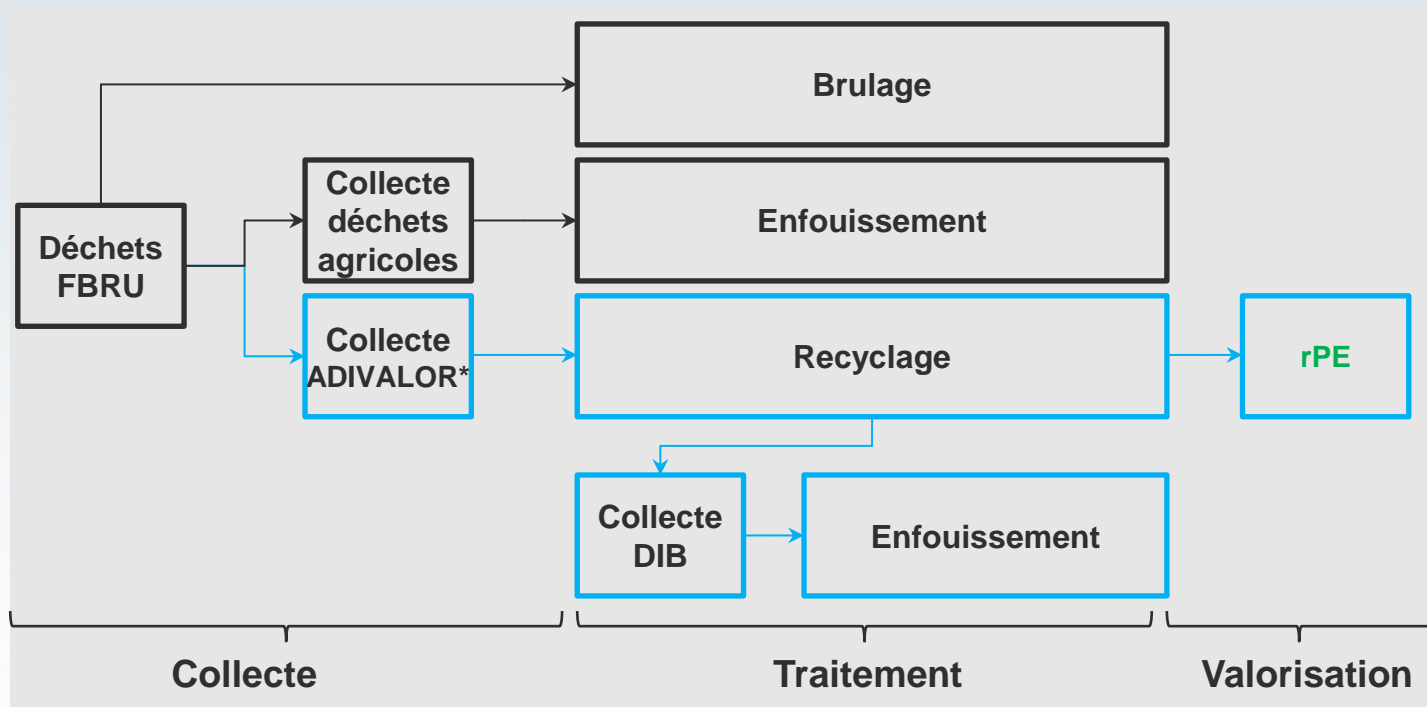 Brulage
Collecte
déchets
agricoles
Enfouissement
Déchets
FBRU
Collecte
ADIVALOR*
Recyclage
rPE
Collecte
DIB
Enfouissement
Collecte
Traitement
Valorisation